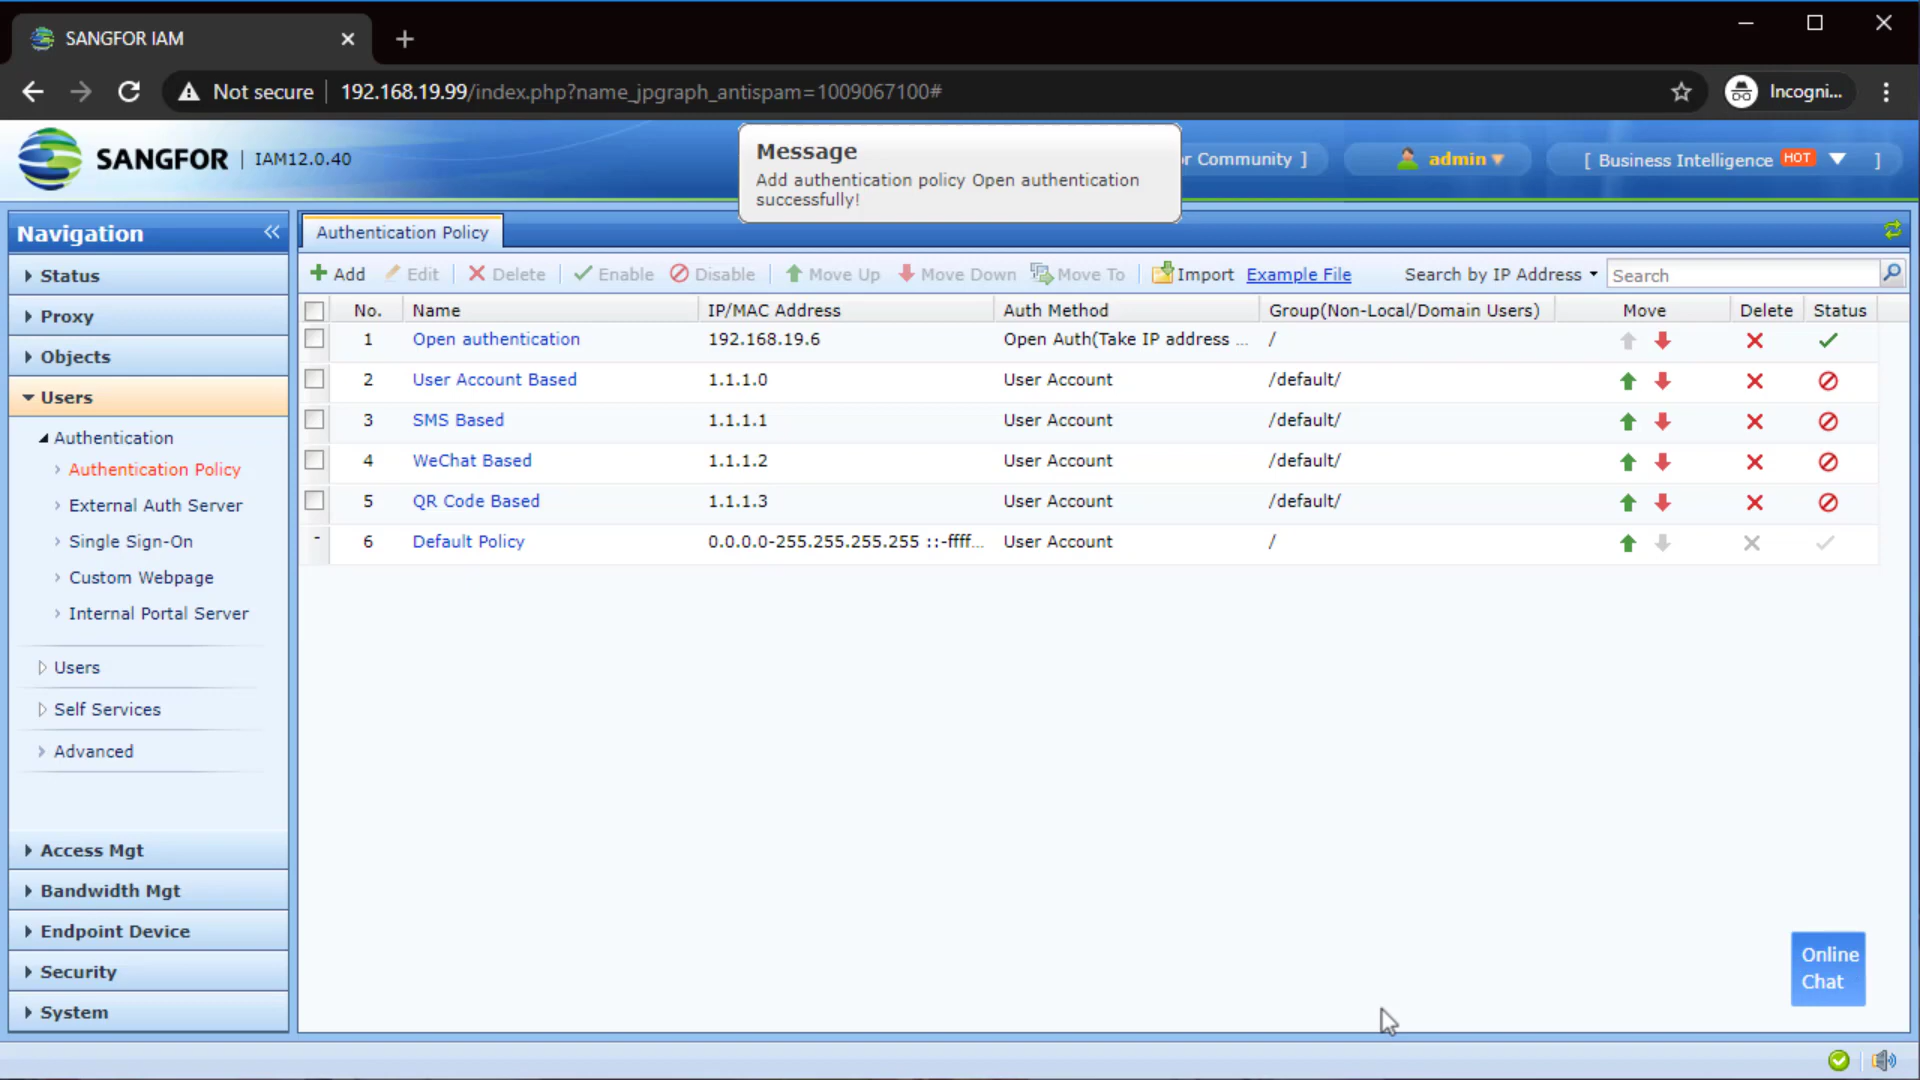 SANGFOR IAM
Not secure 192.168.19.99/index.php?name_jpgraph_antispam=1009067100# Incogni...
SANGFOR IAM12.0.40
Message
Add authentication policy Open authentication
successfully!
r Community ] admin [ Business Intelligence HOT ]
Navigation
Status
Proxy
Objects
Users
Authentication
Authentication Policy
External Auth Server
Single Sign-On
Custom Webpage
Internal Portal Server
Users
Self Services
Advanced
Access Mgt
Bandwidth Mgt
Endpoint Device
Security
System
Authentication Policy
Add Edit Delete Enable Disable Move Up Move Down Move To Import Example File Search by IP Address Search
No. Name IP/MAC Address Auth Method Group(Non-Local/Domain Users) Move Delete Status
1 Open authentication 192.168.19.6 Open Auth(Take IP address ... /
2 User Account Based 1.1.1.0 User Account /default/
3 SMS Based 1.1.1.1 User Account /default/
4 WeChat Based 1.1.1.2 User Account /default/
5 QR Code Based 1.1.1.3 User Account /default/
- 6 Default Policy 0.0.0.0-255.255.255.255 ::-ffff... User Account /
Online
Chat